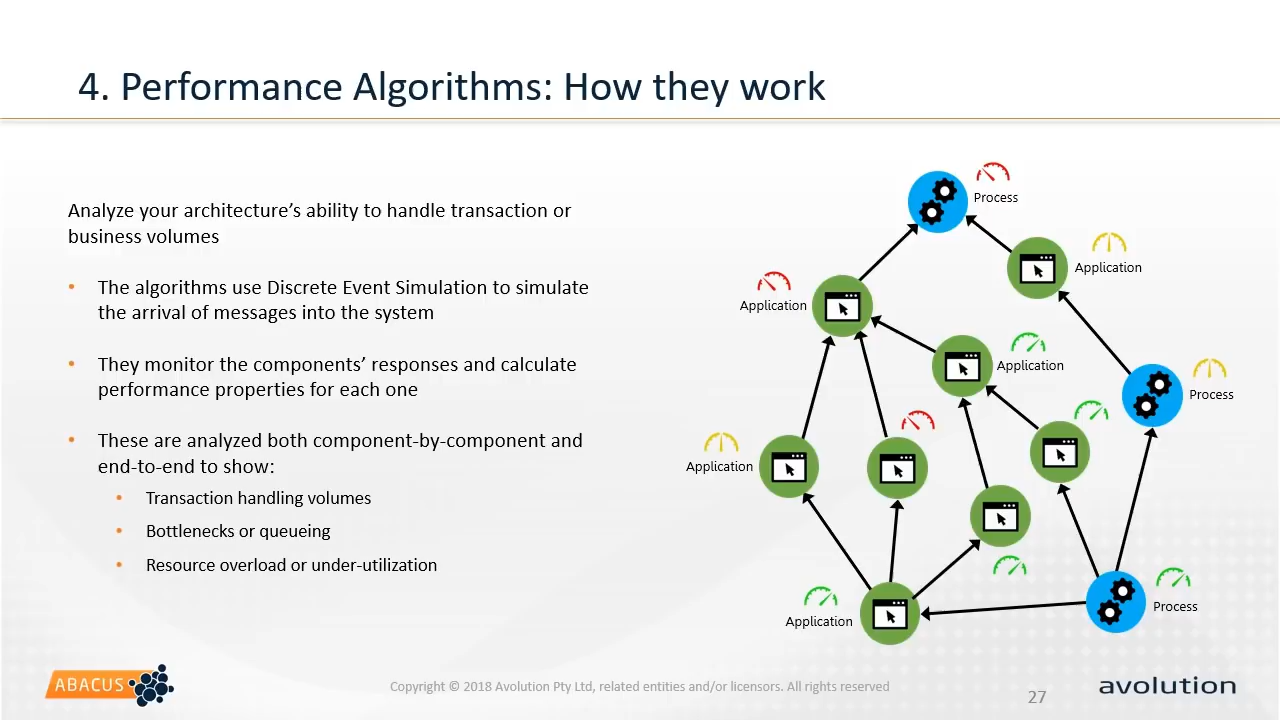 4. Performance Algorithms: How they work
Analyze your architecture's ability to handle transaction or
business volumes
• The algorithms use Discrete Event Simulation to simulate
the arrival of messages into the system
• They monitor the components' responses and calculate
performance properties for each one
• These are analyzed both component-by-component and
end-to-end to show:
• Transaction handling volumes
• Bottlenecks or queueing
• Resource overload or under-utilization
Process
Application
Application
Application
Process
Application
Application
Process
ABACUS
Copyright © 2018 Avolution Pty Ltd, related entities and/or licensors. All rights reserved
27
avolution